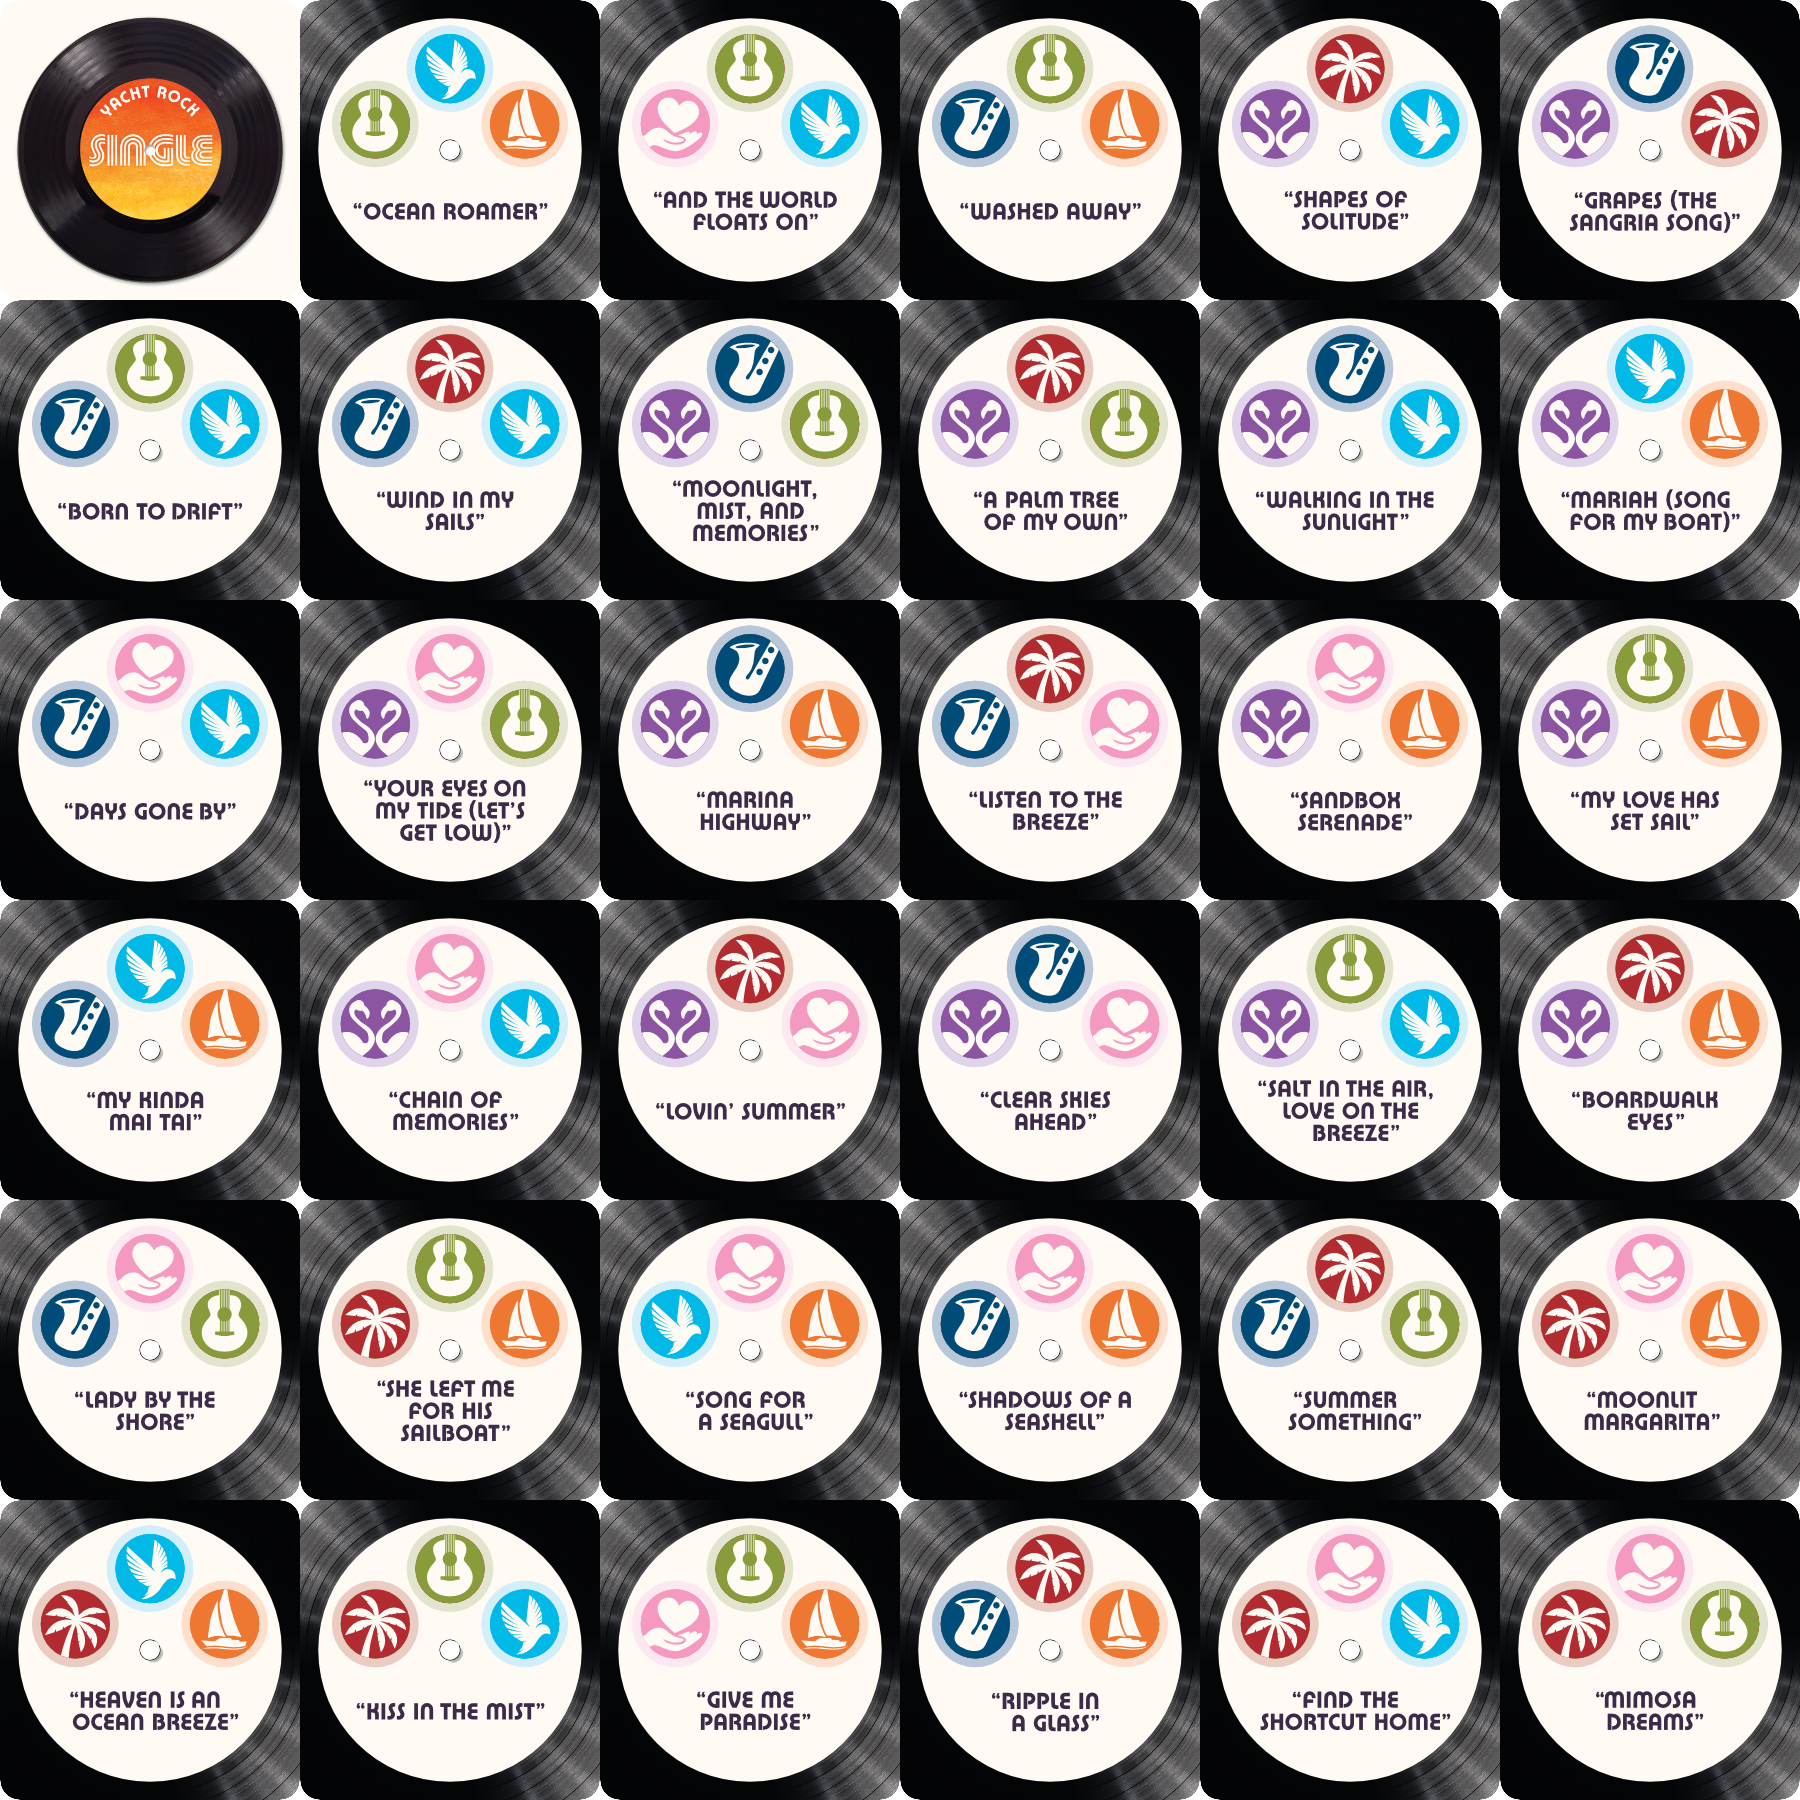 YACHT ROCK
SINGLE
“OCEAN ROAMER”
“AND THE WORLD
FLOATS ON”
“WASHED AWAY”
“SHAPES OF
SOLITUDE”
“GRAPES (THE
SANGRIA SONG)”
“BORN TO DRIFT”
“WIND IN MY
SAILS”
“MOONLIGHT,
MIST, AND
MEMORIES”
“A PALM TREE
OF MY OWN”
“WALKING IN THE
SUNLIGHT”
“MARIAH (SONG
FOR MY BOAT)”
“DAYS GONE BY”
“YOUR EYES ON
MY TIDE (LET’S
GET LOW)”
“MARINA
HIGHWAY”
“LISTEN TO THE
BREEZE”
“SANDBOX
SERENADE”
“MY LOVE HAS
SET SAIL”
“MY KINDA
MAI TAI”
“CHAIN OF
MEMORIES”
“LOVIN’ SUMMER”
“CLEAR SKIES
AHEAD”
“SALT IN THE AIR,
LOVE ON THE
BREEZE”
“BOARDWALK
EYES”
“LADY BY THE
SHORE”
“SHE LEFT ME
FOR HIS
SAILBOAT”
“SONG FOR
A SEAGULL”
“SHADOWS OF A
SEASHELL”
“SUMMER
SOMETHING”
“MOONLIT
MARGARITA”
“HEAVEN IS AN
OCEAN BREEZE”
“KISS IN THE MIST”
“GIVE ME
PARADISE”
“RIPPLE IN
A GLASS”
“FIND THE
SHORTCUT HOME”
“MIMOSA
DREAMS”